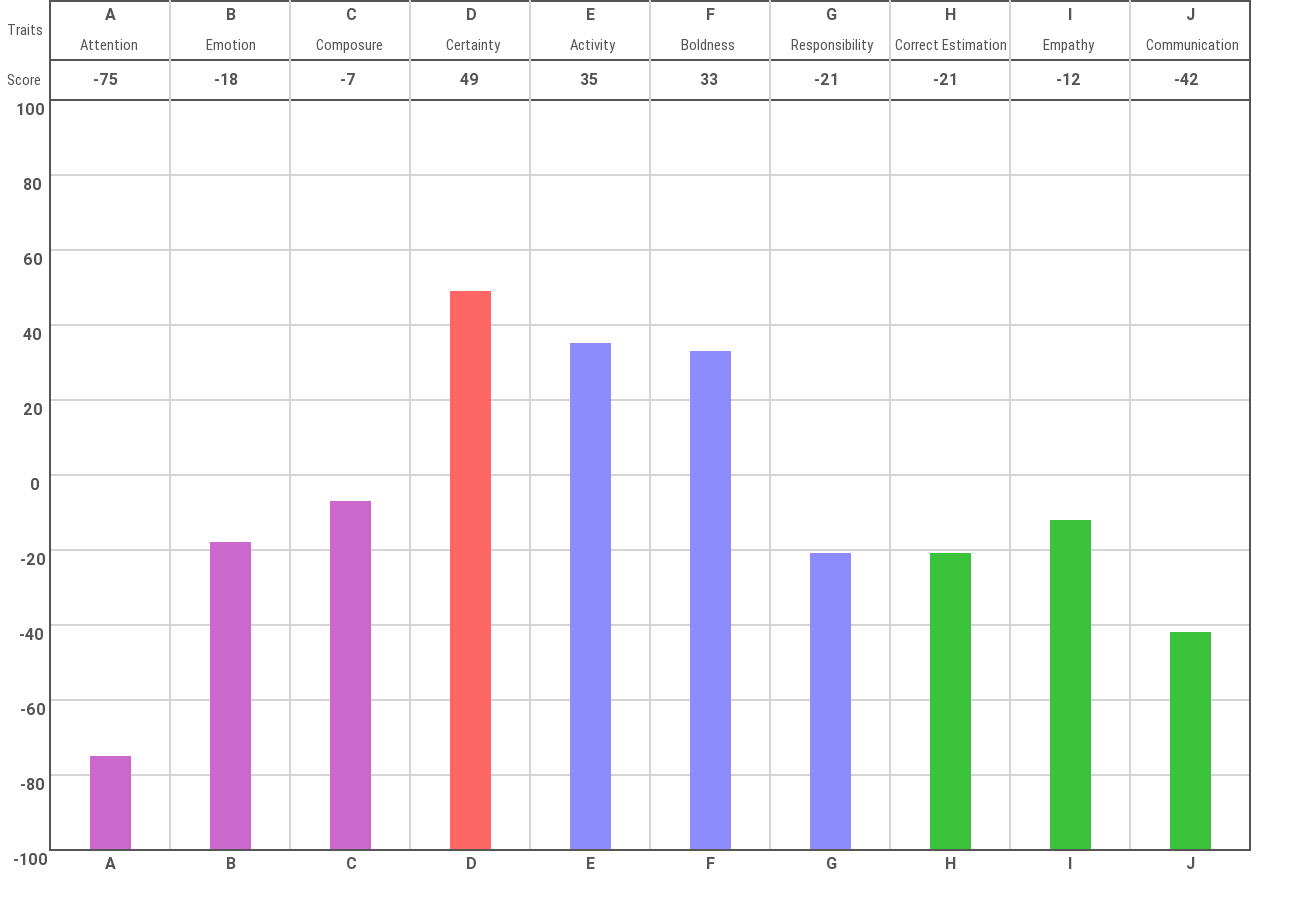 A B C D E F G H I J
Traits
Attention Emotion Composure Certainty Activity Boldness Responsibility Correct Estimation Empathy Communication
Score -75 -18 -7 49 35 33 -21 -21 -12 -42
100
80
60
40
20
0
-20
-40
-60
-80
-100
A B C D E F G H I J